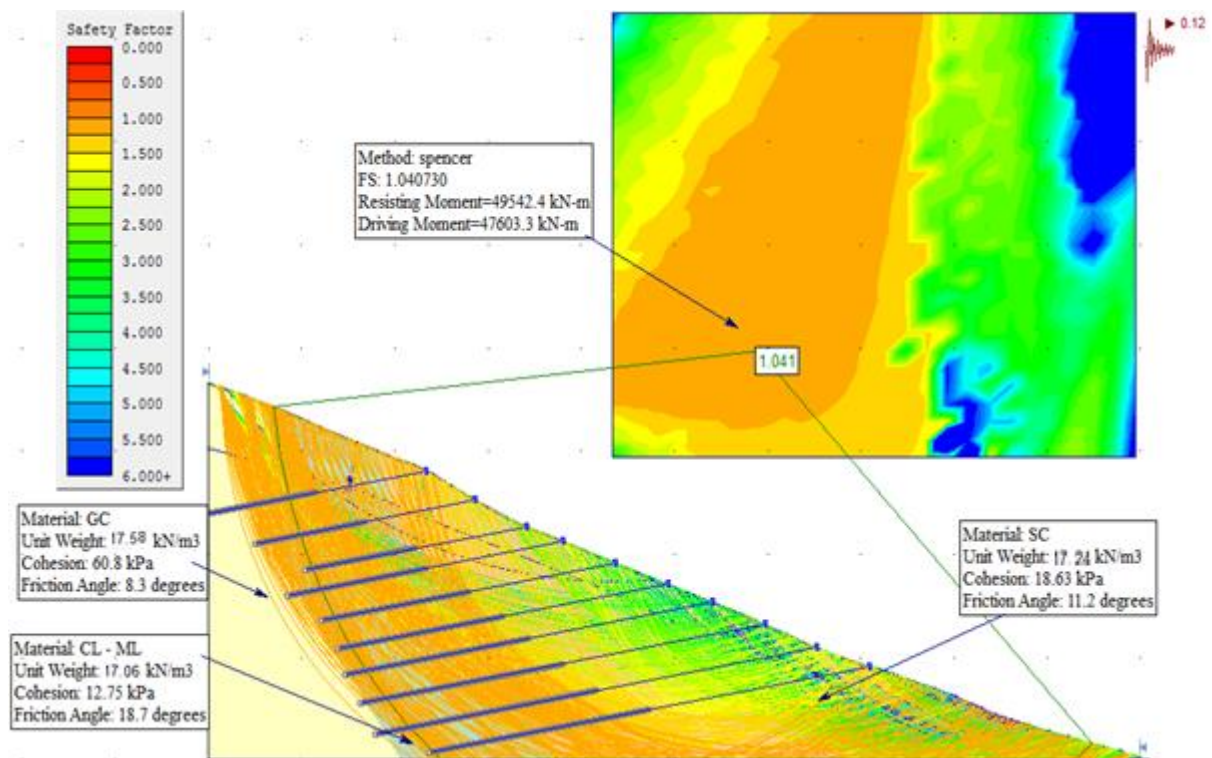 Safety Factor
0.000
0.500
1.000
1.500
2.000
2.500
3.000
3.500
4.000
4.500
5.000
5.500
6.000+
0.12
Method: spencer
FS: 1.040730
Resisting Moment=49542.4 kN-m
Driving Moment=47603.3 kN-m
1.041
Material: GC
Unit Weight: 17.58 kN/m3
Cohesion: 60.8 kPa
Friction Angle: 8.3 degrees
Material: SC
Unit Weight: 17.24 kN/m3
Cohesion: 18.63 kPa
Friction Angle: 11.2 degrees
Material: CL - ML
Unit Weight: 17.06 kN/m3
Cohesion: 12.75 kPa
Friction Angle: 18.7 degrees